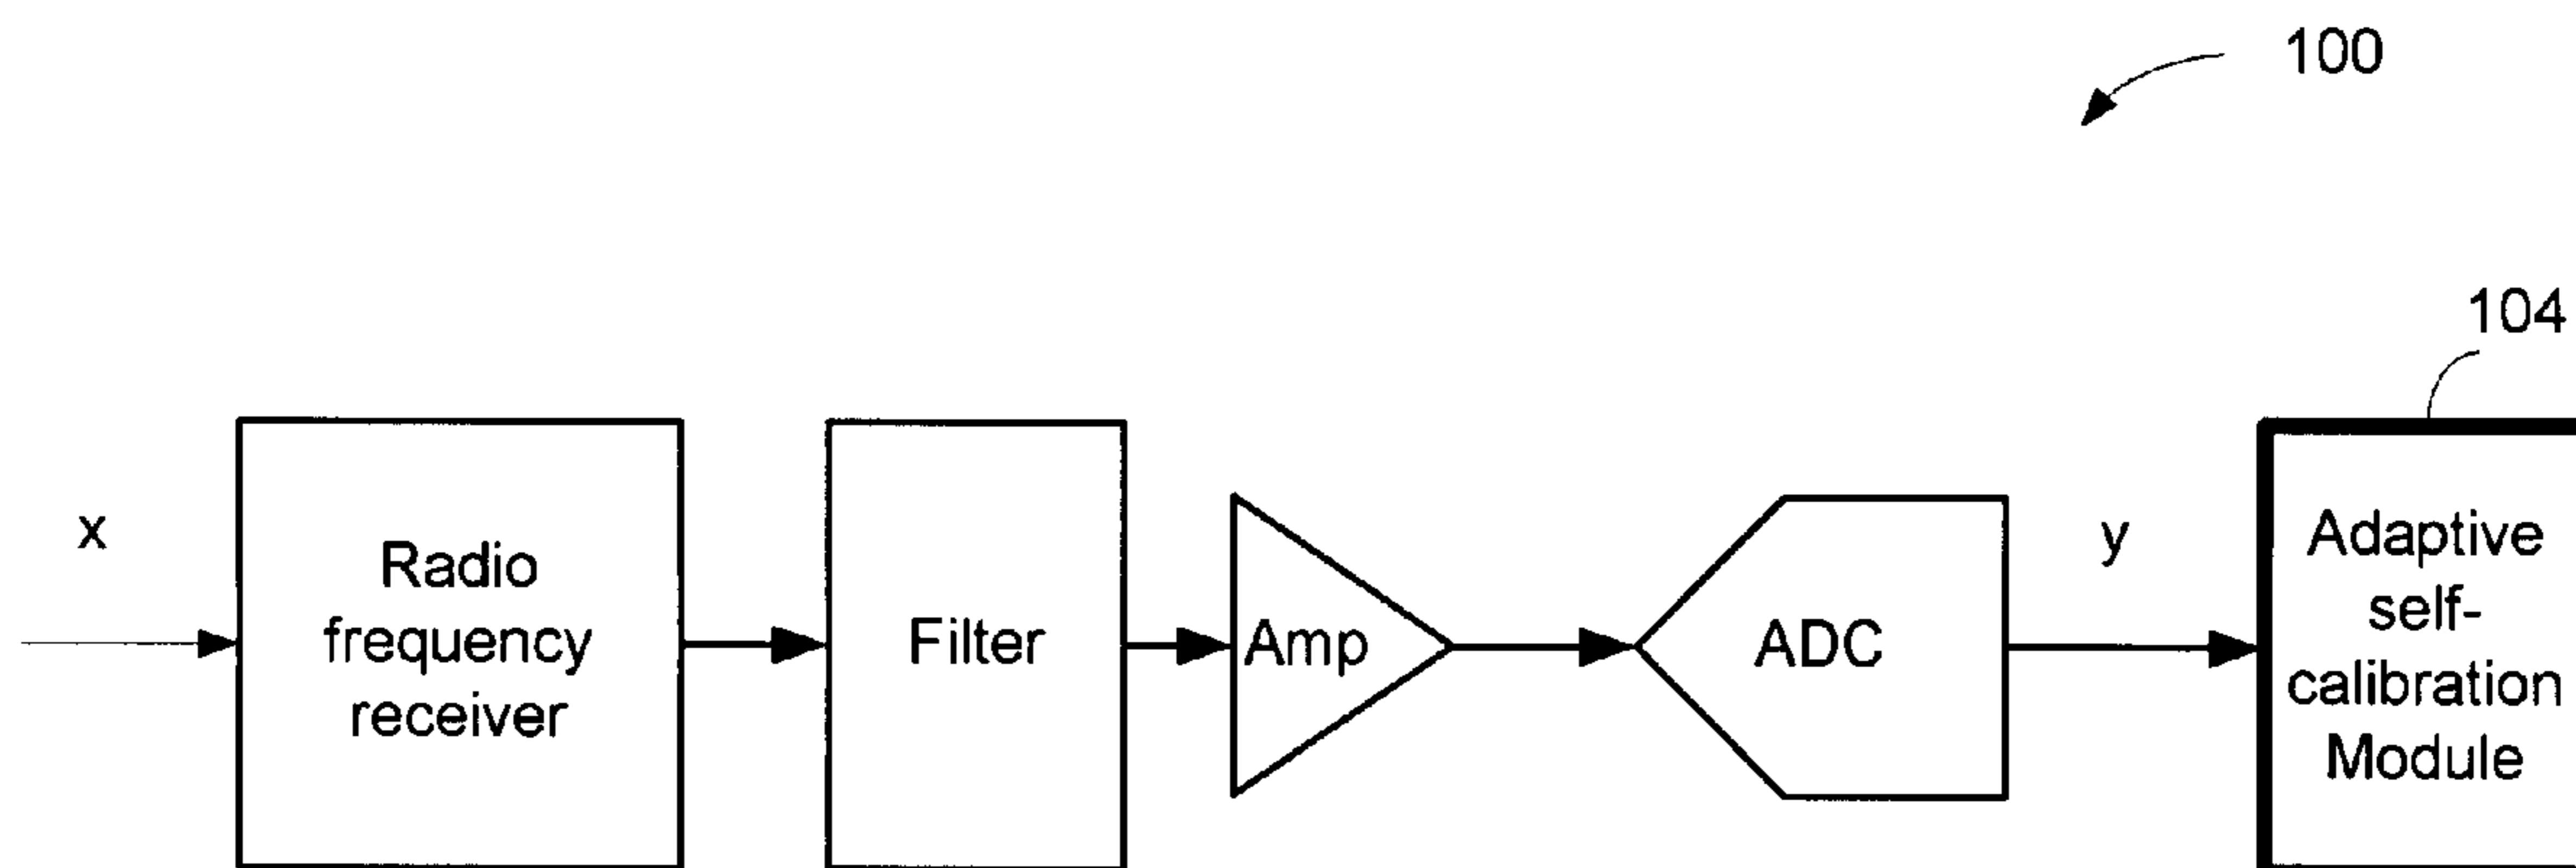 100
104
x
Radio
frequency
receiver
Filter
Amp
ADC
y
Adaptive
self-
calibration
Module